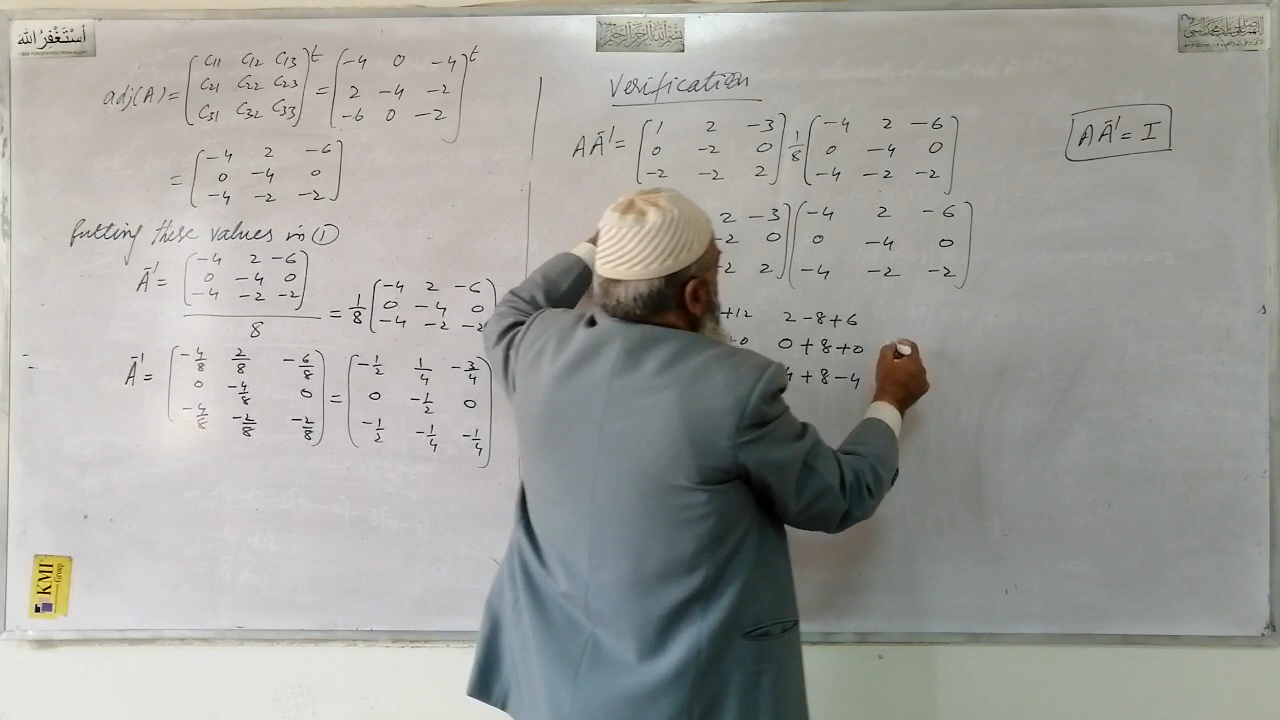 أستغفر الله
adj(A) = (C11 C12 C13)t = (-4 0 -4)t
C21 C22 C23 2 -4 -2
C31 C32 C33 -6 0 -2
= (-4 2 -6)
0 -4 0
-4 -2 -2
Putting these values in ①
A⁻¹ = (-4 2 -6)
0 -4 0
-4 -2 -2
8
= 1/8 (-4 2 -6
0 -4 0
-4 -2 -2
A⁻¹ = (-4/8 2/8 -6/8) = (-1/2 1/4 -3/4)
0 -4/8 0 0 -1/2 0
-4/8 -2/8 -2/8 -1/2 -1/4 -1/4
KMI
Group
Verification
AA⁻¹ = (1 2 -3) 1/8 (-4 2 -6)
0 -2 0 0 -4 0
-2 -2 2 -4 -2 -2
2 -3)(-4 2 -6)
-2 0 0 -4 0
-2 2 -4 -2 -2
+12 2-8+6
-0 0+8+0
4+8-4
AA⁻¹ = I